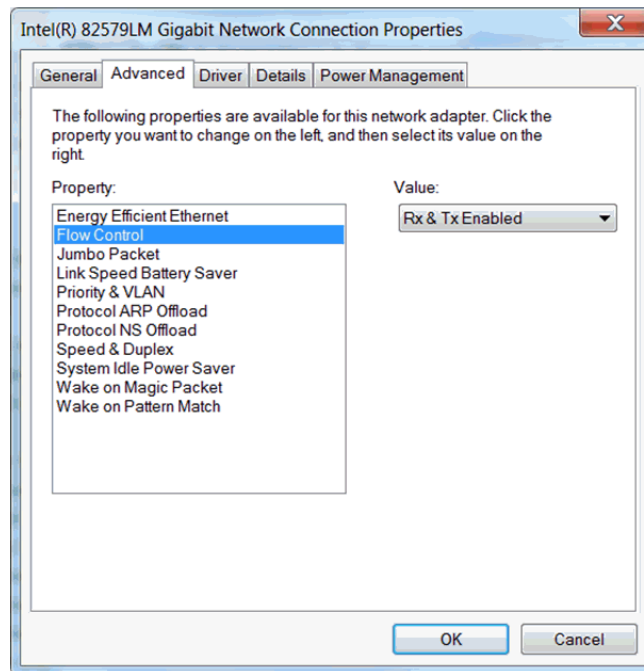 Intel(R) 82579LM Gigabit Network Connection Properties
General Advanced Driver Details Power Management
The following properties are available for this network adapter. Click the
property you want to change on the left, and then select its value on the
right.
Property:
Value:
Energy Efficient Ethernet
Rx & Tx Enabled
Flow Control
Jumbo Packet
Link Speed Battery Saver
Priority & VLAN
Protocol ARP Offload
Protocol NS Offload
Speed & Duplex
System Idle Power Saver
Wake on Magic Packet
Wake on Pattern Match
OK
Cancel